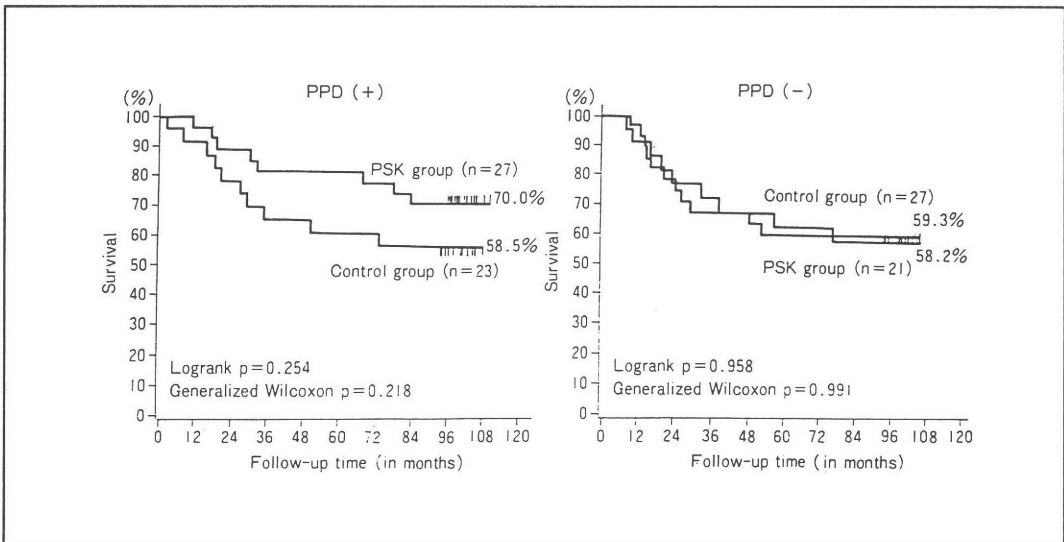 PPD (+)
(%)
100
90
80
70
60
50
40
30
20
10
0
Survival
PSK group (n=27)
70.0%
58.5%
Control group (n=23)
Logrank p=0.254
Generalized Wilcoxon p=0.218
0 12 24 36 48 60 72 84 96 108 120
Follow-up time (in months)
PPD (-)
(%)
100
90
80
70
60
50
40
30
20
10
0
Survival
Control group (n=27)
59.3%
58.2%
PSK group (n=21)
Logrank p=0.958
Generalized Wilcoxon p=0.991
0 12 24 36 48 60 72 84 96 108 120
Follow-up time (in months)